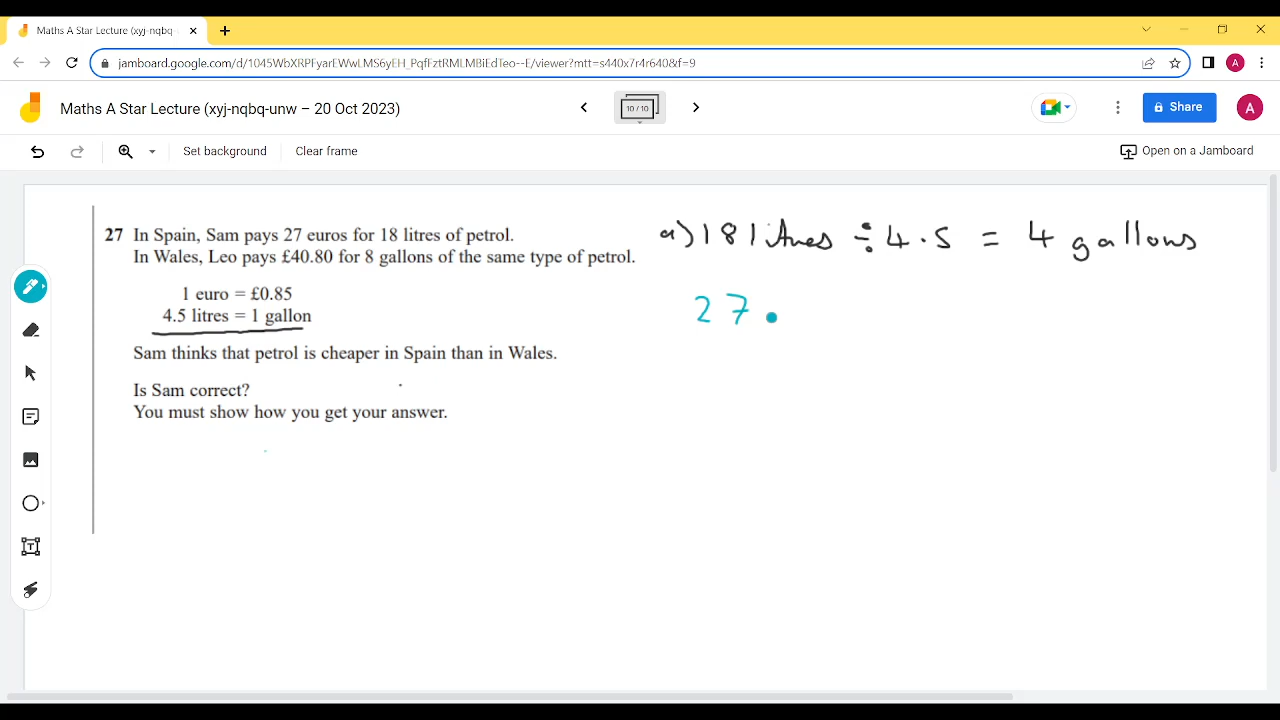 Maths A Star Lecture (xyj-nqbq
jamboard.google.com/d/1045WbXRPFyarEWwLMS6yEH_PqfFztRMLMBiEdTeo--E/viewer?mtt=s440x7r4r640&f=9
A
Maths A Star Lecture (xyj-nqbq-unw – 20 Oct 2023)
10 / 10
Share
A
Set background
Clear frame
Open on a Jamboard
27 In Spain, Sam pays 27 euros for 18 litres of petrol.
In Wales, Leo pays £40.80 for 8 gallons of the same type of petrol.
1 euro = £0.85
4.5 litres = 1 gallon
Sam thinks that petrol is cheaper in Spain than in Wales.
Is Sam correct?
You must show how you get your answer.
a) 18 litres ÷ 4.5 = 4 gallons
27
T